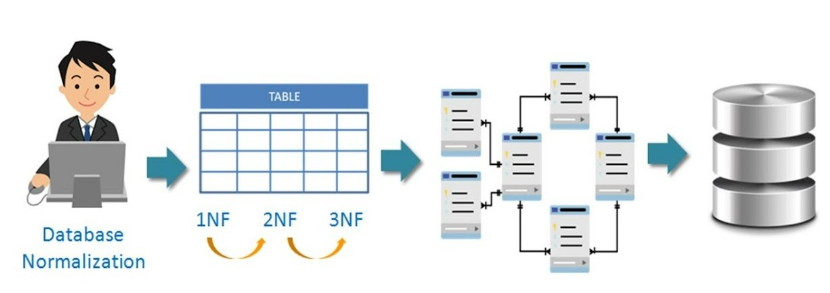 Database
Normalization
TABLE
1NF 2NF 3NF